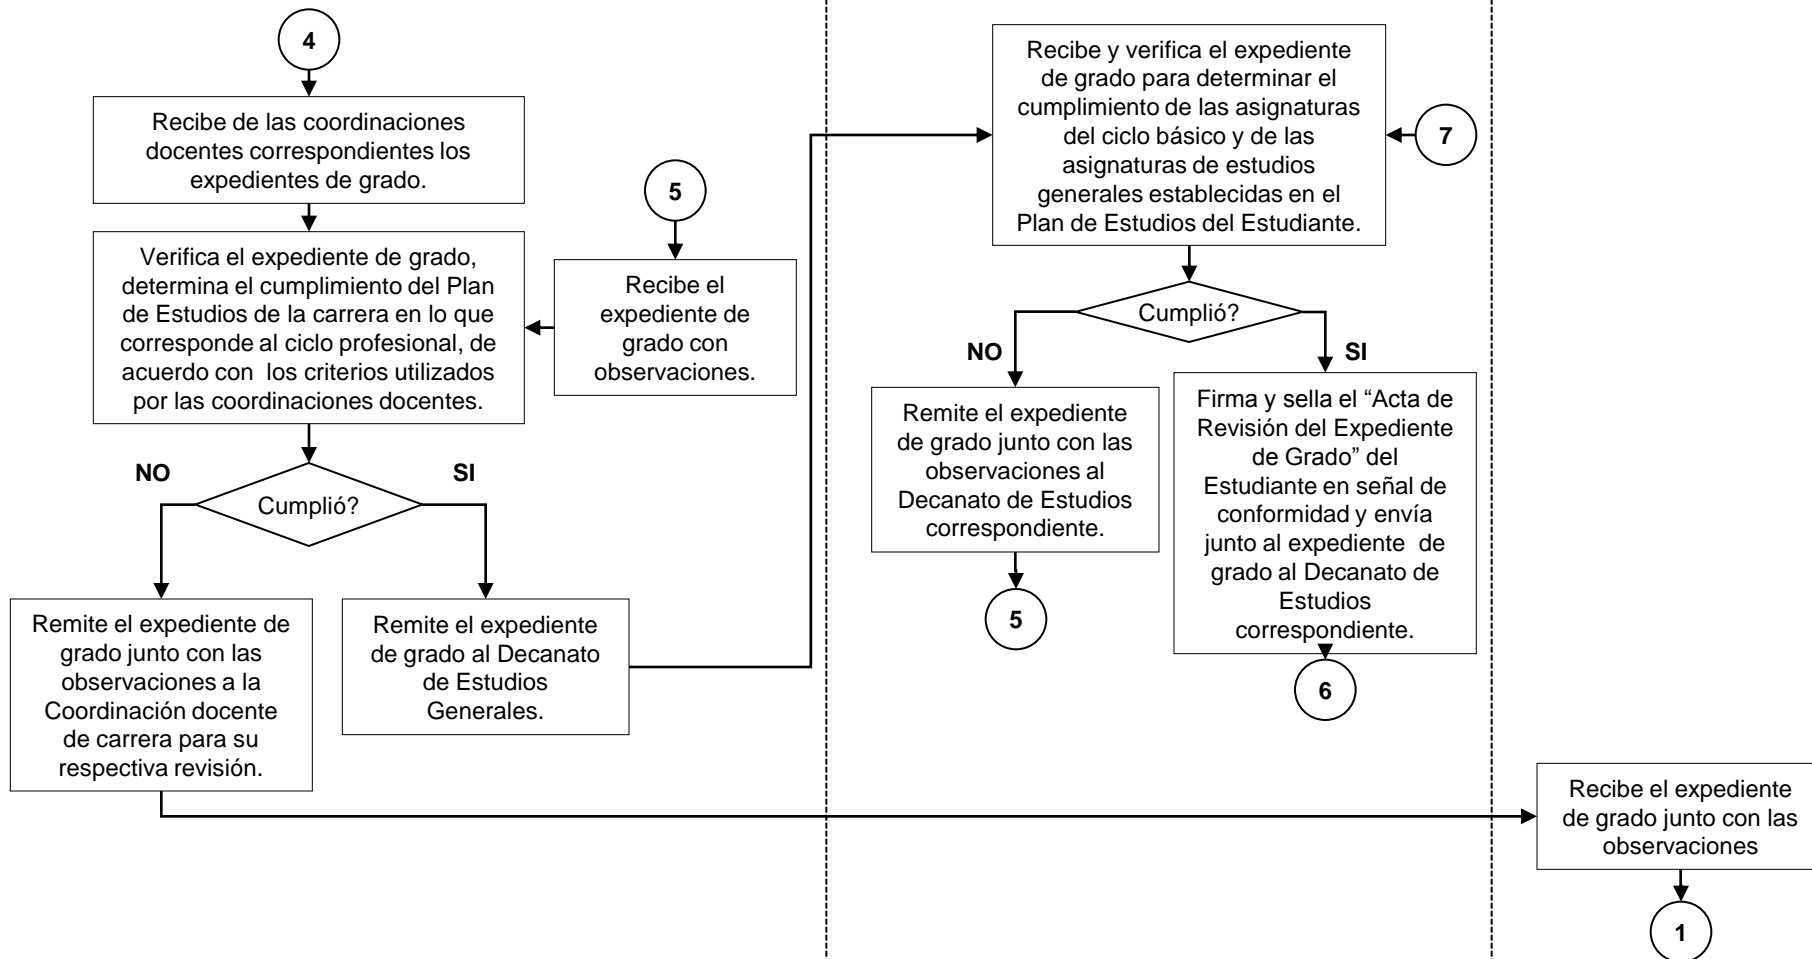 4
Recibe de las coordinaciones
docentes correspondientes los
expedientes de grado.
5
Verifica el expediente de grado,
determina el cumplimiento del Plan
de Estudios de la carrera en lo que
corresponde al ciclo profesional, de
acuerdo con los criterios utilizados
por las coordinaciones docentes.
Recibe el
expediente de
grado con
observaciones.
NO
SI
Cumplió?
Remite el expediente de
grado junto con las
observaciones a la
Coordinación docente
de carrera para su
respectiva revisión.
Remite el expediente
de grado al Decanato
de Estudios
Generales.
Recibe y verifica el expediente
de grado para determinar el
cumplimiento de las asignaturas
del ciclo básico y de las
asignaturas de estudios
generales establecidas en el
Plan de Estudios del Estudiante.
7
Cumplió?
NO
SI
Remite el expediente
de grado junto con las
observaciones al
Decanato de Estudios
correspondiente.
5
Firma y sella el “Acta de
Revisión del Expediente
de Grado” del
Estudiante en señal de
conformidad y envía
junto al expediente de
grado al Decanato de
Estudios
correspondiente.
6
Recibe el expediente
de grado junto con las
observaciones
1